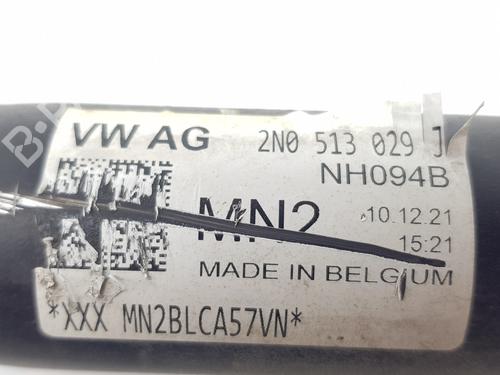 VW AG 2N0 513 029 J
NH094B
MN2 10.12.21
15:21
MADE IN BELGIUM
*XXX MN2BLCA57VN*